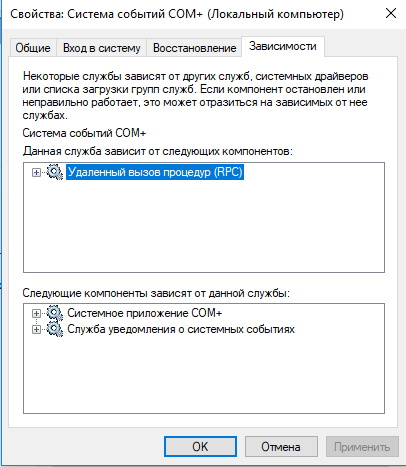 Свойства: Система событий COM+ (Локальный компьютер)
Общие Вход в систему Восстановление Зависимости
Некоторые службы зависят от других служб, системных драйверов
или списка загрузки групп служб. Если компонент остановлен или
неправильно работает, это может отразиться на зависимых от нее
службах.
Система событий COM+
Данная служба зависит от следующих компонентов:
Удаленный вызов процедур (RPC)
Следующие компоненты зависят от данной службы:
Системное приложение COM+
Служба уведомления о системных событиях
OK Отмена Применить